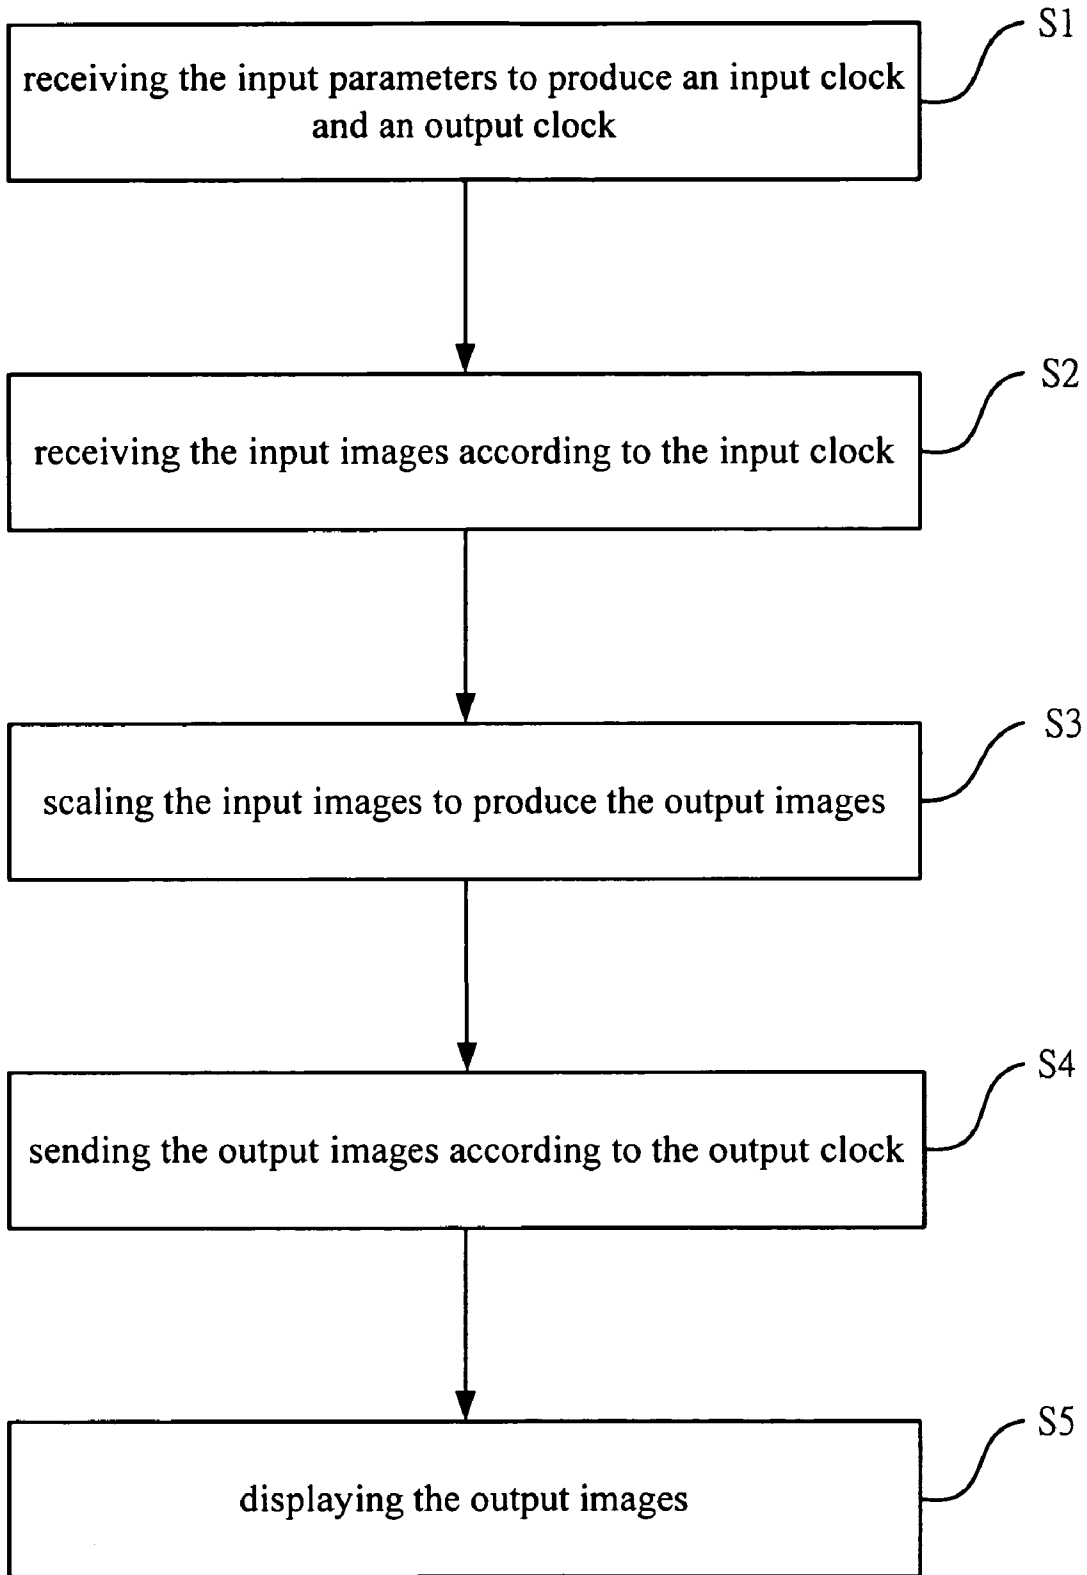 S1
receiving the input parameters to produce an input clock
and an output clock
S2
receiving the input images according to the input clock
S3
scaling the input images to produce the output images
S4
sending the output images according to the output clock
S5
displaying the output images